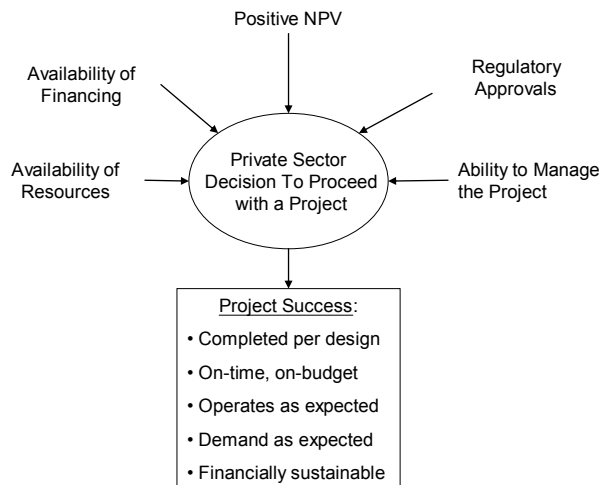 Positive NPV
Availability of
Financing
Regulatory
Approvals
Availability of
Resources
Private Sector
Decision To Proceed
with a Project
Ability to Manage
the Project
Project Success:
• Completed per design
• On-time, on-budget
• Operates as expected
• Demand as expected
• Financially sustainable